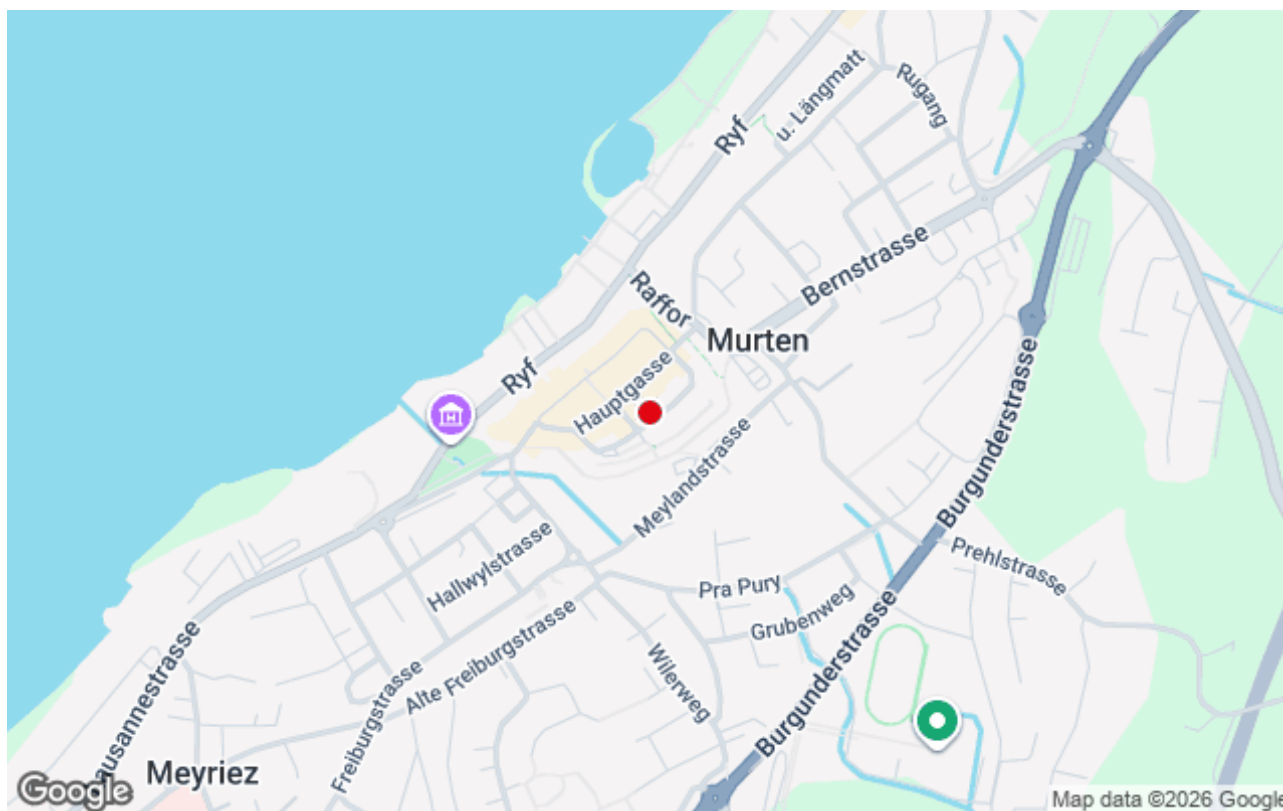 u. Längmatt
Rugang
Ryf
Bernstrasse
Raffor
Murten
Ryf
Hauptgasse
Burgunderstrasse
Meylandstrasse
Prehlstrasse
Hallwylstrasse
Pra Pury
Grubenweg
Alte Freiburgstrasse
Wilerweg
Burgunderstrasse
ausannestrasse
Freiburgstrasse
Meyriez
H
Google
Map data ©2026 Google